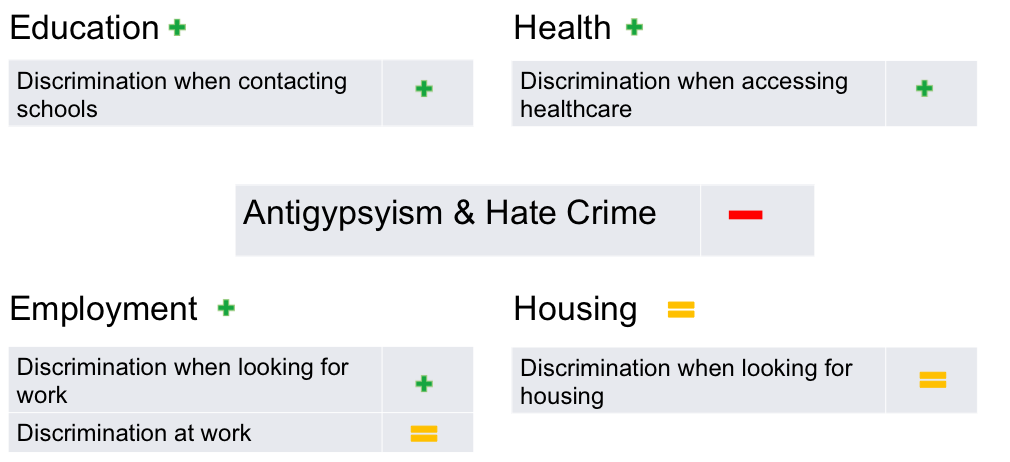 Education +
Discrimination when contacting
schools +
Health +
Discrimination when accessing
healthcare +
Antigypsyism & Hate Crime −
Employment +
Discrimination when looking for
work +
Discrimination at work =
Housing =
Discrimination when looking for
housing =